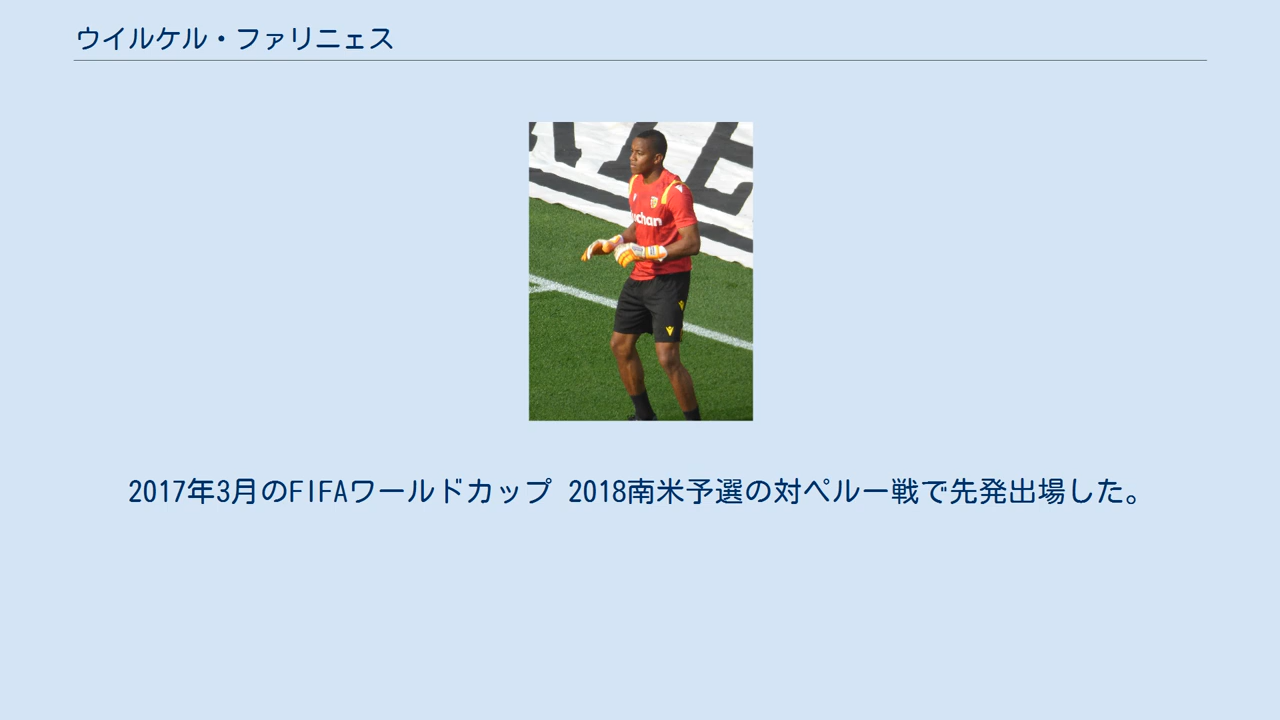 ウイルケル・ファリニェス
uchan
2017年3月のFIFAワールドカップ 2018南米予選の対ペルー戦で先発出場した。